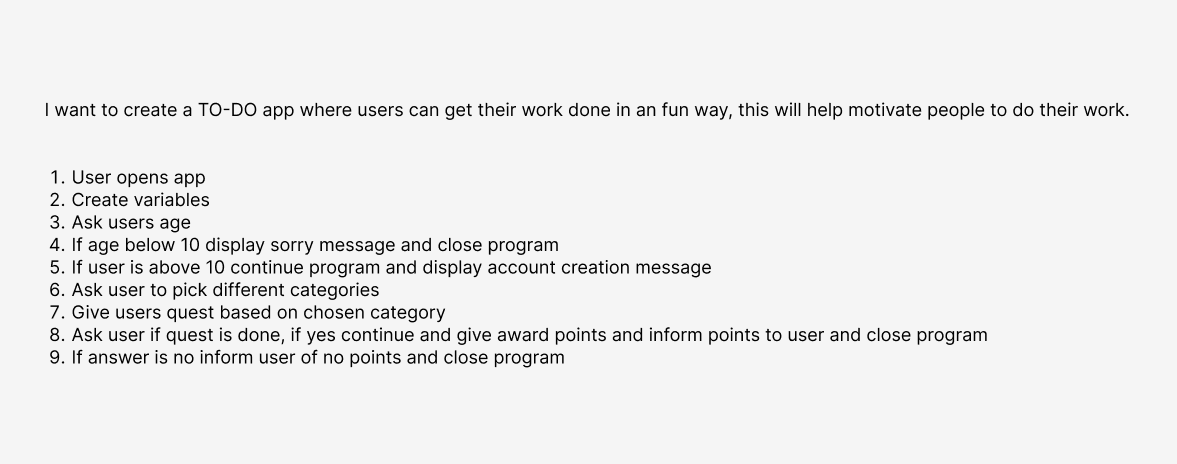 I want to create a TO-DO app where users can get their work done in an fun way, this will help motivate people to do their work.
1. User opens app
2. Create variables
3. Ask users age
4. If age below 10 display sorry message and close program
5. If user is above 10 continue program and display account creation message
6. Ask user to pick different categories
7. Give users quest based on chosen category
8. Ask user if quest is done, if yes continue and give award points and inform points to user and close program
9. If answer is no inform user of no points and close program